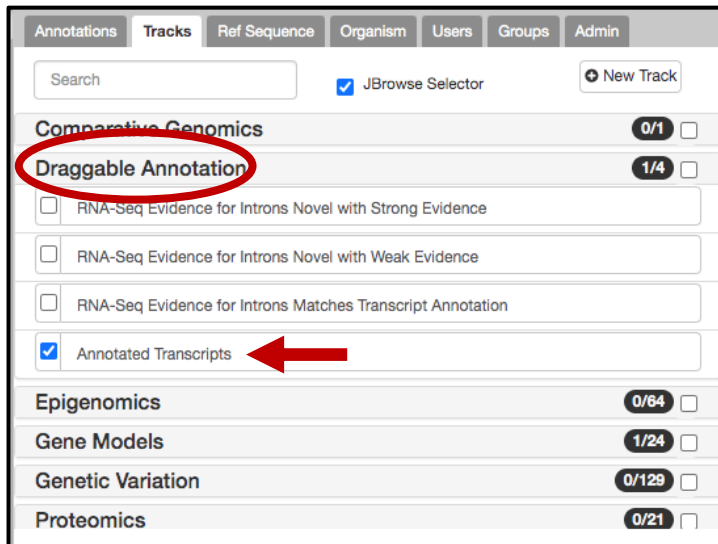 Annotations Tracks Ref Sequence Organism Users Groups Admin
Search JBrowse Selector New Track
Comparative Genomics 0/1
Draggable Annotation 1/4
RNA-Seq Evidence for Introns Novel with Strong Evidence
RNA-Seq Evidence for Introns Novel with Weak Evidence
RNA-Seq Evidence for Introns Matches Transcript Annotation
Annotated Transcripts
Epigenomics 0/64
Gene Models 1/24
Genetic Variation 0/129
Proteomics 0/21